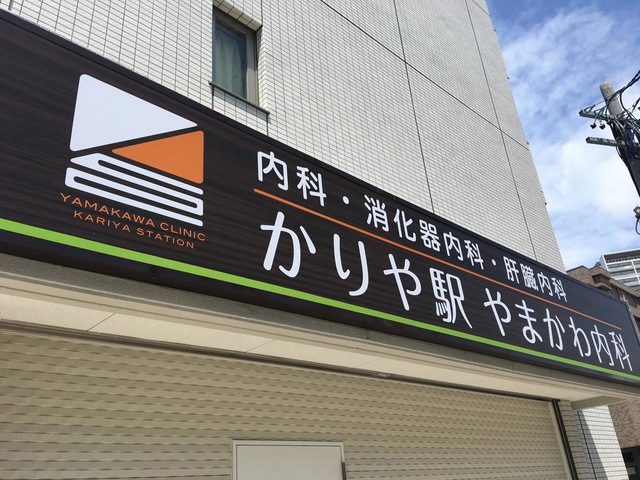 YAMAKAWA CLINIC
KARIYA STATION
内科・消化器内科・肝臓内科
かりや駅 やまかわ内科